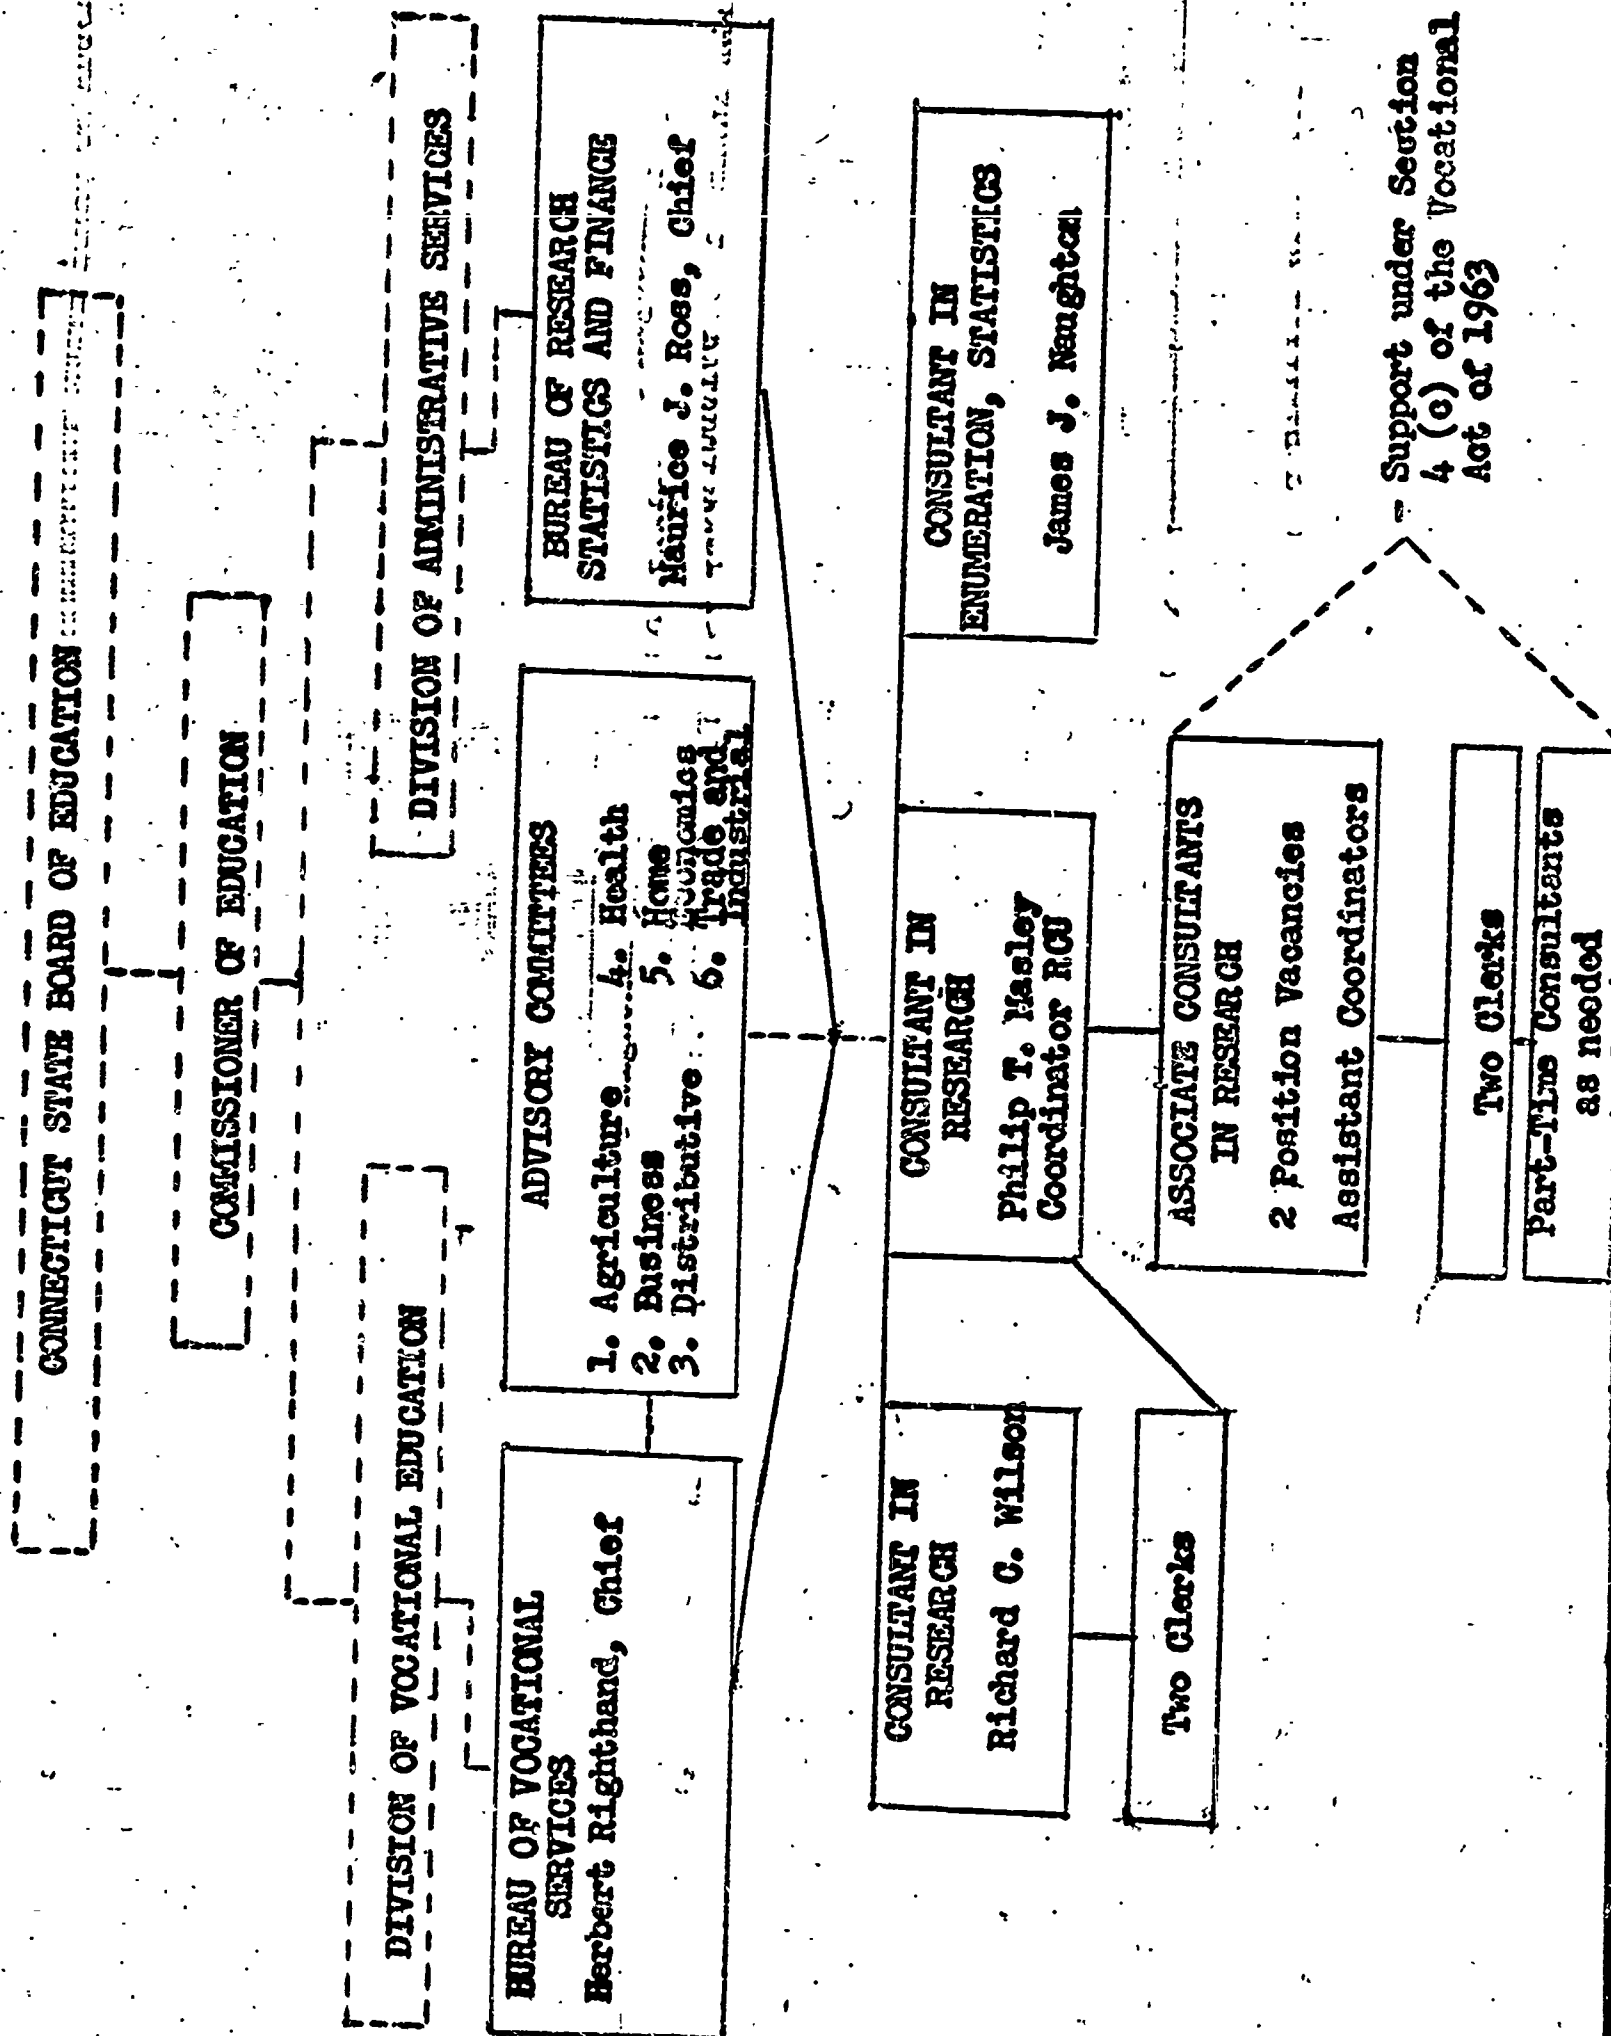 CONNECTICUT STATE BOARD OF EDUCATION
COMMISSIONER OF EDUCATION
DIVISION OF VOCATIONAL EDUCATION
DIVISION OF ADMINISTRATIVE SERVICES
BUREAU OF VOCATIONAL
SERVICES
Herbert Righthand, Chief
ADVISORY COMMITTEES
1. Agriculture
2. Business
3. Distributive
4. Health
5. Home
Economics
6. Trade and
Industrial
BUREAU OF RESEARCH
STATISTICS AND FINANCE
Maurice J. Ross, Chief
CONSULTANT IN
RESEARCH
Richard C. Wilson
Two Clerks
CONSULTANT IN
RESEARCH
Philip T. Masley
Coordinator RCU
CONSULTANT IN
ENUMERATION, STATISTICS
James J. Naughton
ASSOCIATE CONSULTANTS
IN RESEARCH
2 Position Vacancies
Assistant Coordinators
Two Clerks
Part-Time Consultants
as needed
Support under Section
4 (c) of the Vocational
Act of 1963